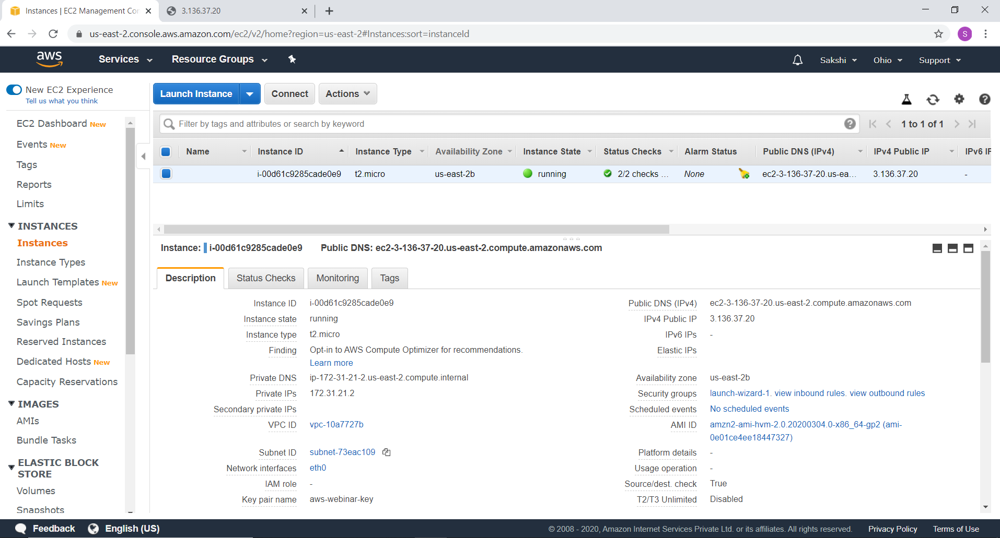 Instances | EC2 Management Con
3.136.37.20
us-east-2.console.aws.amazon.com/ec2/v2/home?region=us-east-2#Instances:sort=instanceId
S
aws
Services
Resource Groups
Sakshi
Ohio
Support
New EC2 Experience
Tell us what you think
EC2 Dashboard New
Events New
Tags
Reports
Limits
INSTANCES
Instances
Instance Types
Launch Templates New
Spot Requests
Savings Plans
Reserved Instances
Dedicated Hosts New
Capacity Reservations
IMAGES
AMIs
Bundle Tasks
ELASTIC BLOCK
STORE
Volumes
Snapshots
Launch Instance
Connect
Actions
Filter by tags and attributes or search by keyword
1 to 1 of 1
Name Instance ID Instance Type Availability Zone Instance State Status Checks Alarm Status Public DNS (IPv4) IPv4 Public IP IPv6 IP
i-00d61c9285cade0e9 t2.micro us-east-2b running 2/2 checks ... None ec2-3-136-37-20.us-ea... 3.136.37.20 -
Instance: i-00d61c9285cade0e9 Public DNS: ec2-3-136-37-20.us-east-2.compute.amazonaws.com
Description Status Checks Monitoring Tags
Instance ID i-00d61c9285cade0e9
Instance state running
Instance type t2.micro
Finding Opt-in to AWS Compute Optimizer for recommendations.
Learn more
Private DNS ip-172-31-21-2.us-east-2.compute.internal
Private IPs 172.31.21.2
Secondary private IPs
VPC ID vpc-10a7727b
Subnet ID subnet-73eac109
Network interfaces eth0
IAM role -
Key pair name aws-webinar-key
Public DNS (IPv4) ec2-3-136-37-20.us-east-2.compute.amazonaws.com
IPv4 Public IP 3.136.37.20
IPv6 IPs -
Elastic IPs
Availability zone us-east-2b
Security groups launch-wizard-1. view inbound rules. view outbound rules
Scheduled events No scheduled events
AMI ID amzn2-ami-hvm-2.0.20200304.0-x86_64-gp2 (ami-
0e01ce4ee18447327)
Platform details -
Usage operation -
Source/dest. check True
T2/T3 Unlimited Disabled
Feedback
English (US)
© 2008 - 2020, Amazon Internet Services Private Ltd. or its affiliates. All rights reserved.
Privacy Policy
Terms of Use